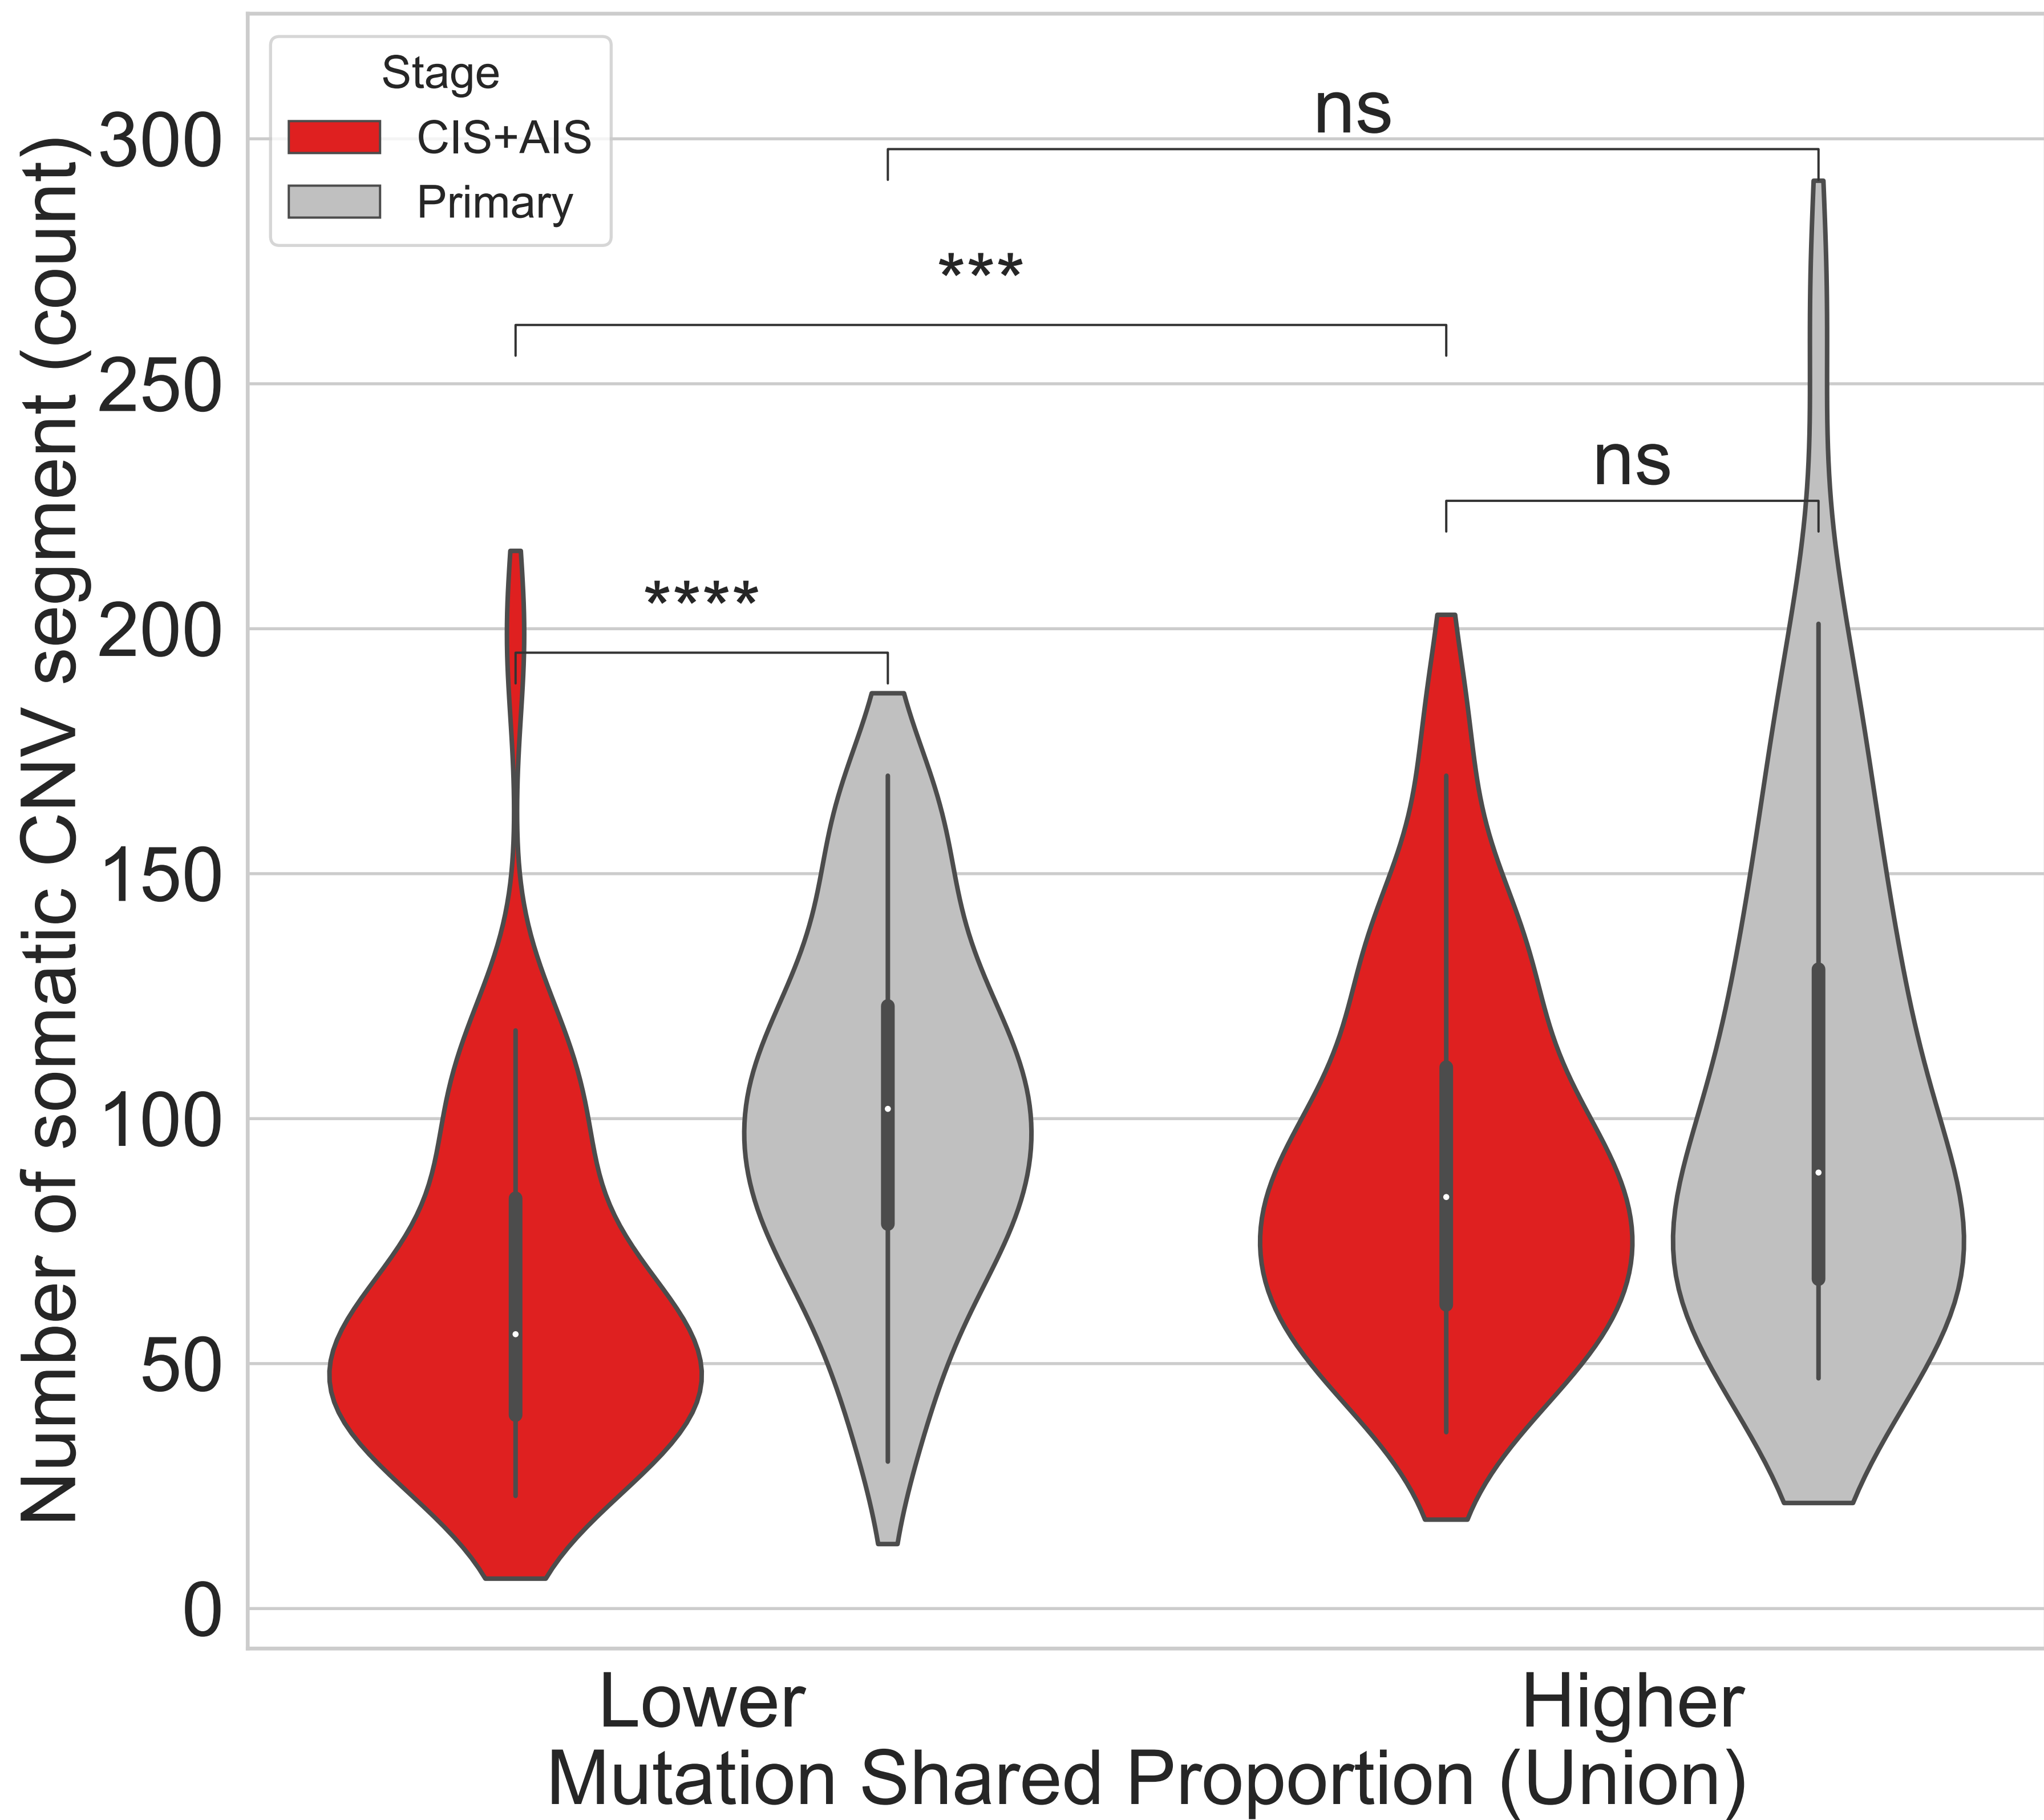 Stage
CIS+AIS
Primary
Number of somatic CNV segment (count)
300
250
200
150
100
50
0
ns
***
ns
****
Lower
Higher
Mutation Shared Proportion (Union)